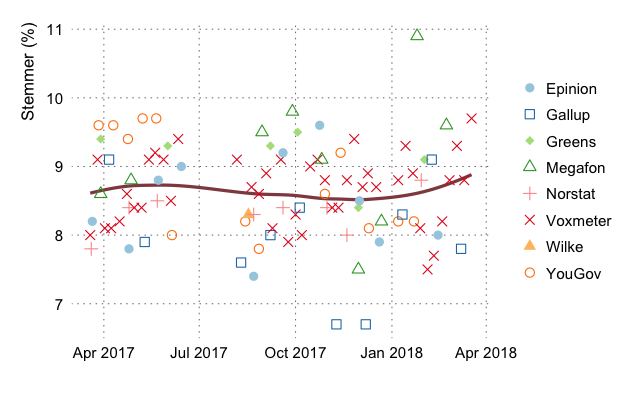 Stemmer (%)
11
10
9
8
7
Apr 2017
Jul 2017
Oct 2017
Jan 2018
Apr 2018
Epinion
Gallup
Greens
Megafon
Norstat
Voxmeter
Wilke
YouGov